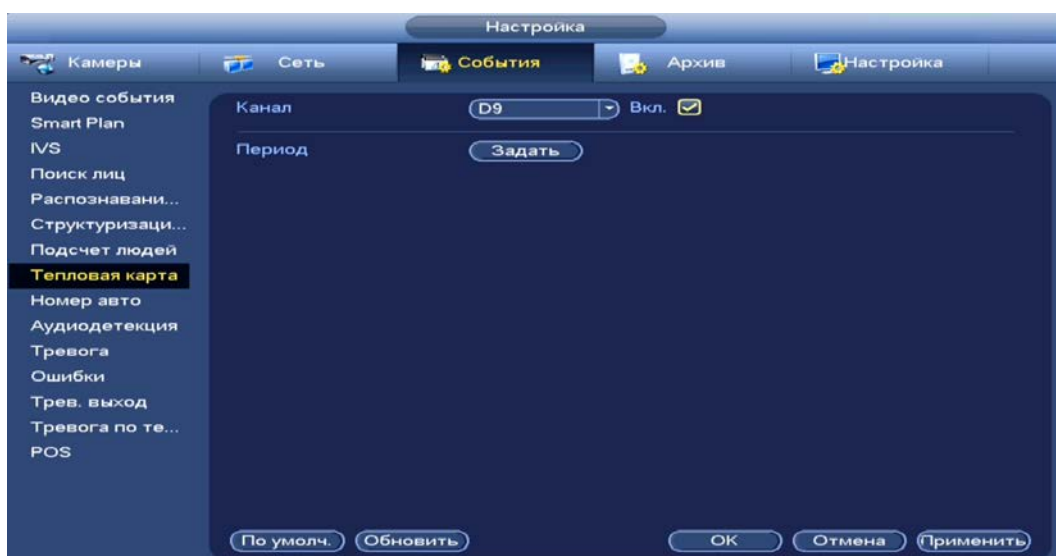 Настройка
Камеры Сеть События Архив Настройка
Видео события
Smart Plan
IVS
Поиск лиц
Распознавани...
Структуризаци...
Подсчет людей
Тепловая карта
Номер авто
Аудиодетекция
Тревога
Ошибки
Трев. выход
Тревога по те...
POS
Канал D9 Вкл.
Период Задать
По умолч. Обновить OK Отмена Применить